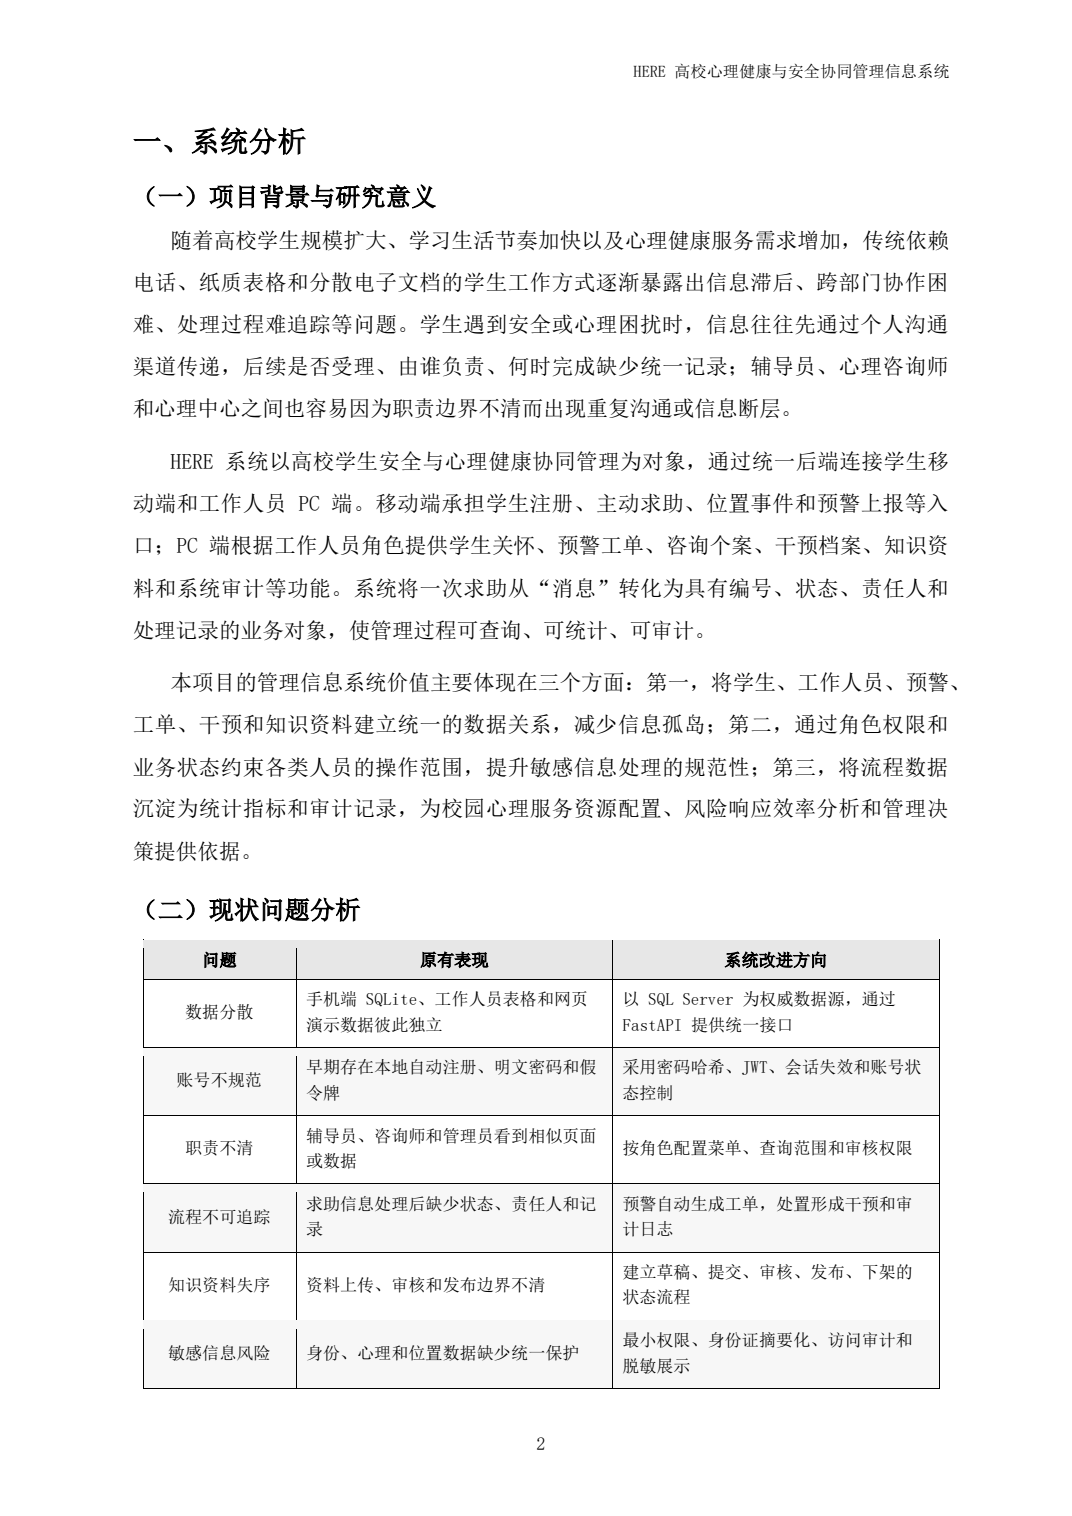 HERE 高校心理健康与安全协同管理信息系统
一、系统分析
（一）项目背景与研究意义
随着高校学生规模扩大、学习生活节奏加快以及心理健康服务需求增加，传统依赖
电话、纸质表格和分散电子文档的学生工作方式逐渐暴露出信息滞后、跨部门协作困
难、处理过程难追踪等问题。学生遇到安全或心理困扰时，信息往往先通过个人沟通
渠道传递，后续是否受理、由谁负责、何时完成缺少统一记录；辅导员、心理咨询师
和心理中心之间也容易因为职责边界不清而出现重复沟通或信息断层。
HERE 系统以高校学生安全与心理健康协同管理为对象，通过统一后端连接学生移
动端和工作人员 PC 端。移动端承担学生注册、主动求助、位置事件和预警上报等入
口；PC 端根据工作人员角色提供学生关怀、预警工单、咨询个案、干预档案、知识资
料和系统审计等功能。系统将一次求助从“消息”转化为具有编号、状态、责任人和
处理记录的业务对象，使管理过程可查询、可统计、可审计。
本项目的管理信息系统价值主要体现在三个方面：第一，将学生、工作人员、预警、
工单、干预和知识资料建立统一的数据关系，减少信息孤岛；第二，通过角色权限和
业务状态约束各类人员的操作范围，提升敏感信息处理的规范性；第三，将流程数据
沉淀为统计指标和审计记录，为校园心理服务资源配置、风险响应效率分析和管理决
策提供依据。
（二）现状问题分析
问题 原有表现 系统改进方向
数据分散
手机端 SQLite、工作人员表格和网页
演示数据彼此独立
以 SQL Server 为权威数据源，通过
FastAPI 提供统一接口
账号不规范
早期存在本地自动注册、明文密码和假
令牌
采用密码哈希、JWT、会话失效和账号状
态控制
职责不清
辅导员、咨询师和管理员看到相似页面
或数据
按角色配置菜单、查询范围和审核权限
流程不可追踪
求助信息处理后缺少状态、责任人和记
录
预警自动生成工单，处置形成干预和审
计日志
知识资料失序
资料上传、审核和发布边界不清
建立草稿、提交、审核、发布、下架的
状态流程
敏感信息风险
身份、心理和位置数据缺少统一保护
最小权限、身份证摘要化、访问审计和
脱敏展示
2